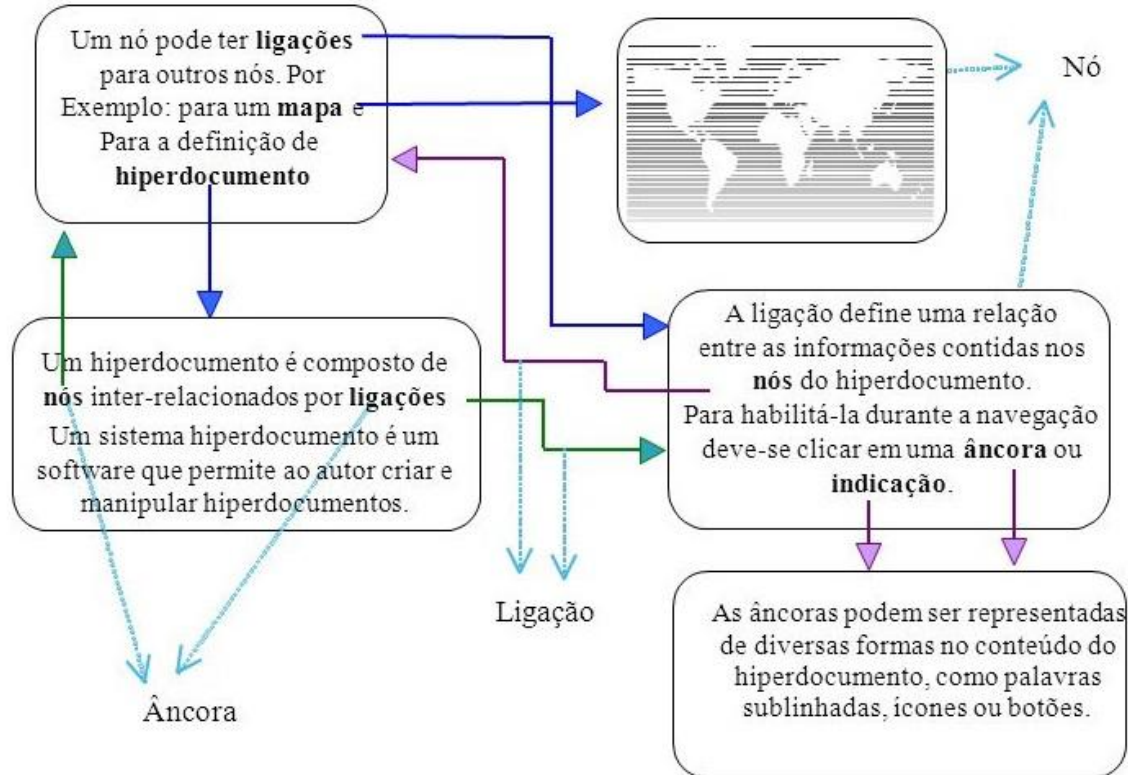 Um nó pode ter ligações
para outros nós. Por
Exemplo: para um mapa e
Para a definição de
hiperdocumento
Nó
Um hiperdocumento é composto de
nós inter-relacionados por ligações
Um sistema hiperdocumento é um
software que permite ao autor criar e
manipular hiperdocumentos.
A ligação define uma relação
entre as informações contidas nos
nós do hiperdocumento.
Para habilitá-la durante a navegação
deve-se clicar em uma âncora ou
indicação.
Ligação
Âncora
As âncoras podem ser representadas
de diversas formas no conteúdo do
hiperdocumento, como palavras
sublinhadas, ícones ou botões.